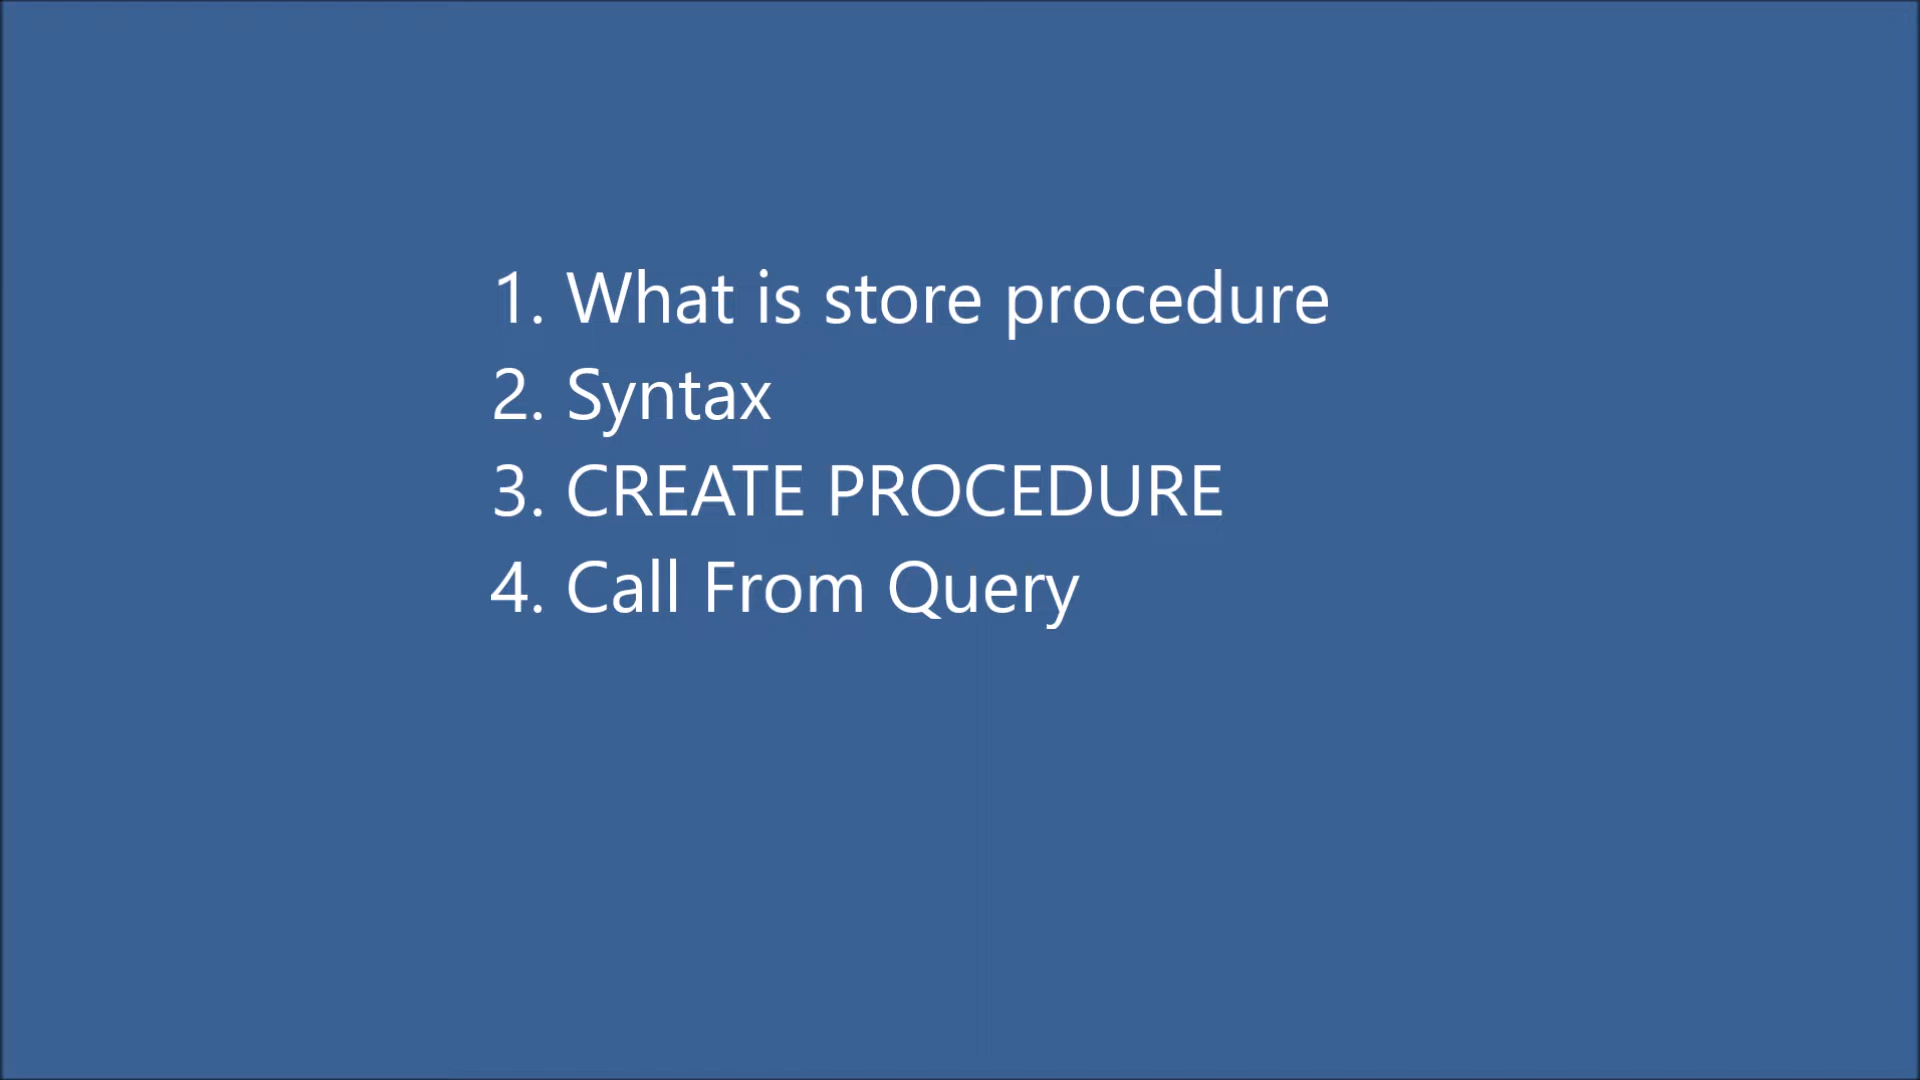 1. What is store procedure
2. Syntax
3. CREATE PROCEDURE
4. Call From Query